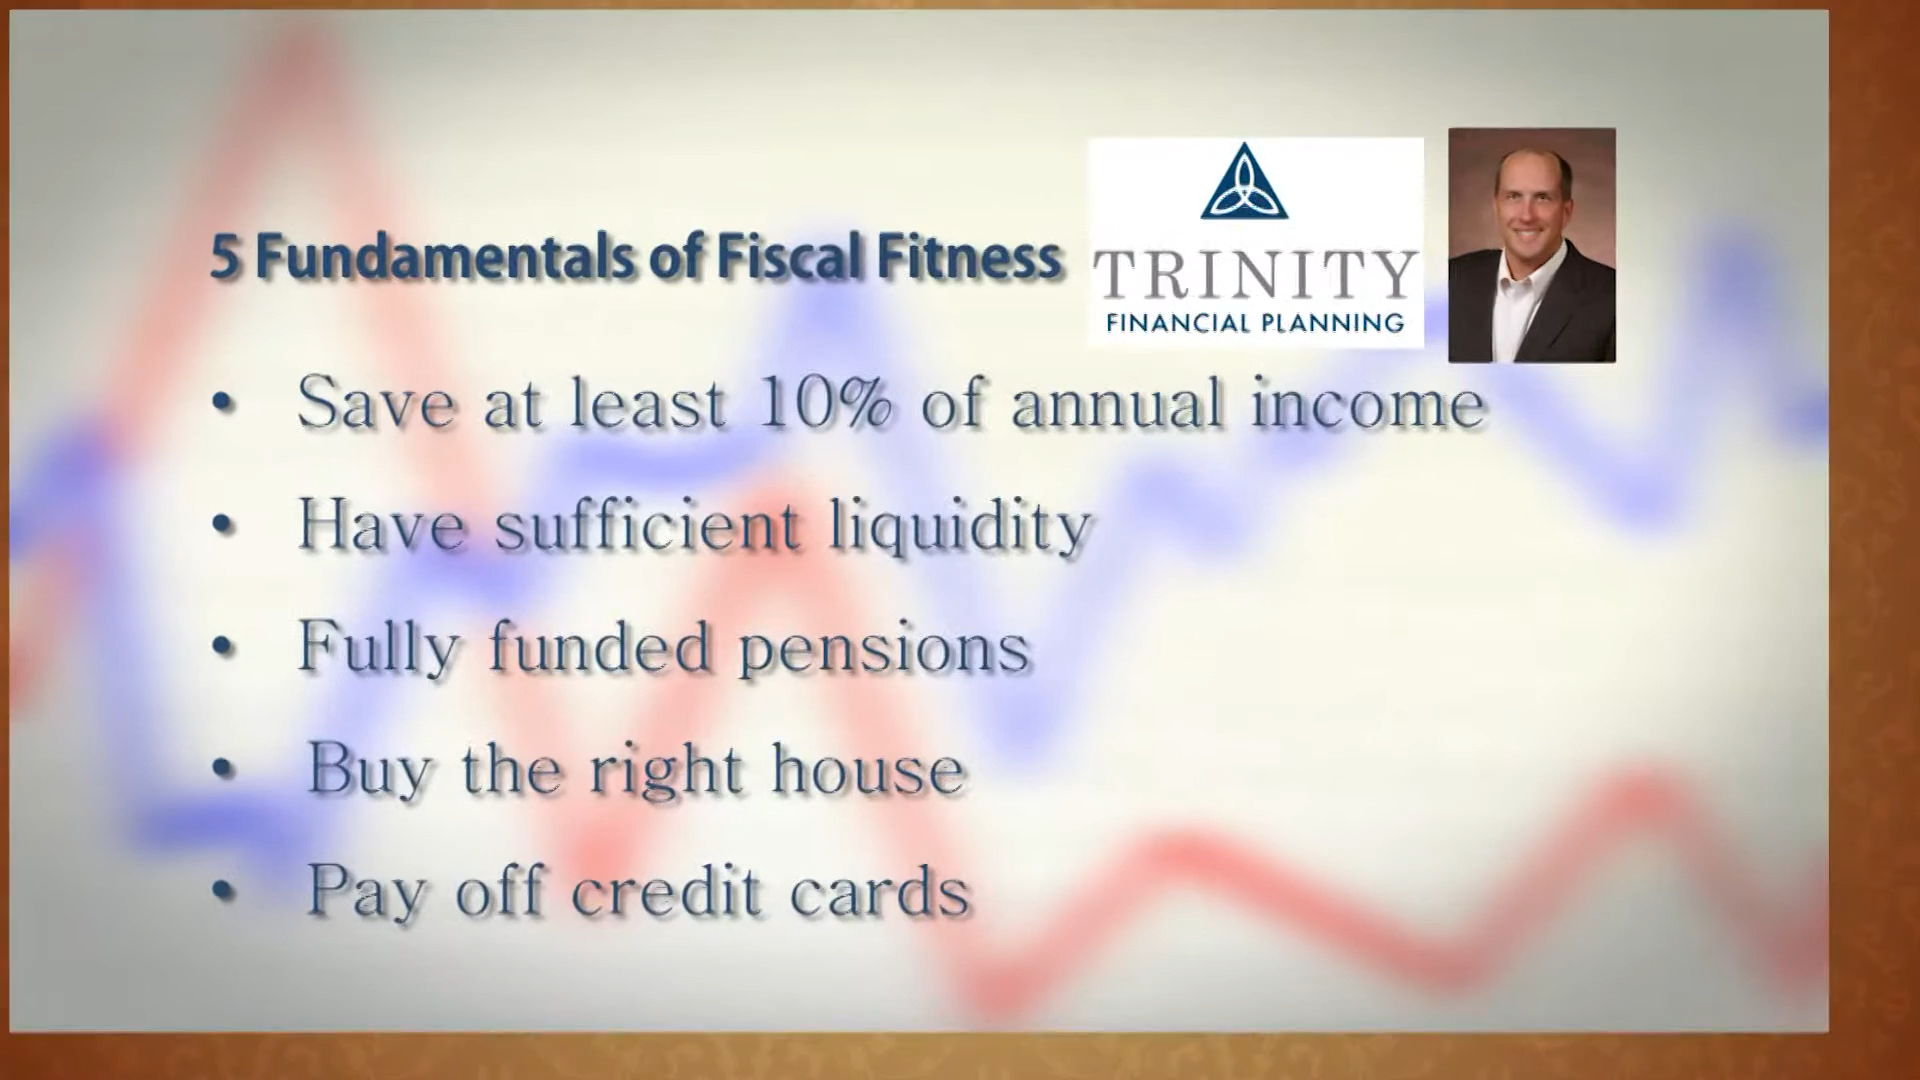 5 Fundamentals of Fiscal Fitness
TRINITY
FINANCIAL PLANNING
• Save at least 10% of annual income
• Have sufficient liquidity
• Fully funded pensions
• Buy the right house
• Pay off credit cards